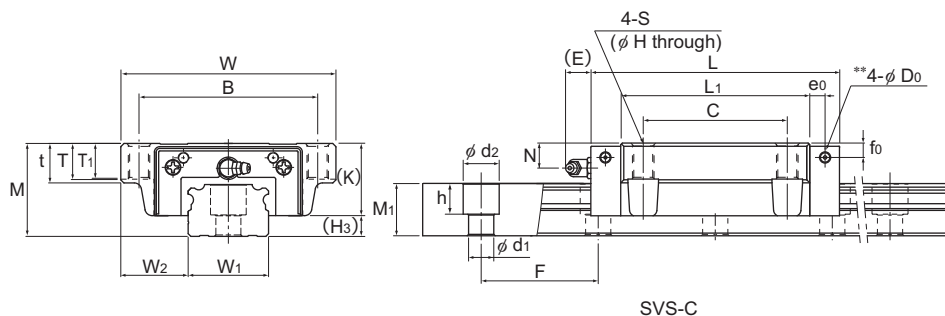 4-S
(φ H through)
(E)
L
**4-φ D0
W
B
L1
e0
C
t
T
T1
M
(K)
(H3)
W2
W1
φ d2
h
M1
φ d1
F
N
f0
SVS-C